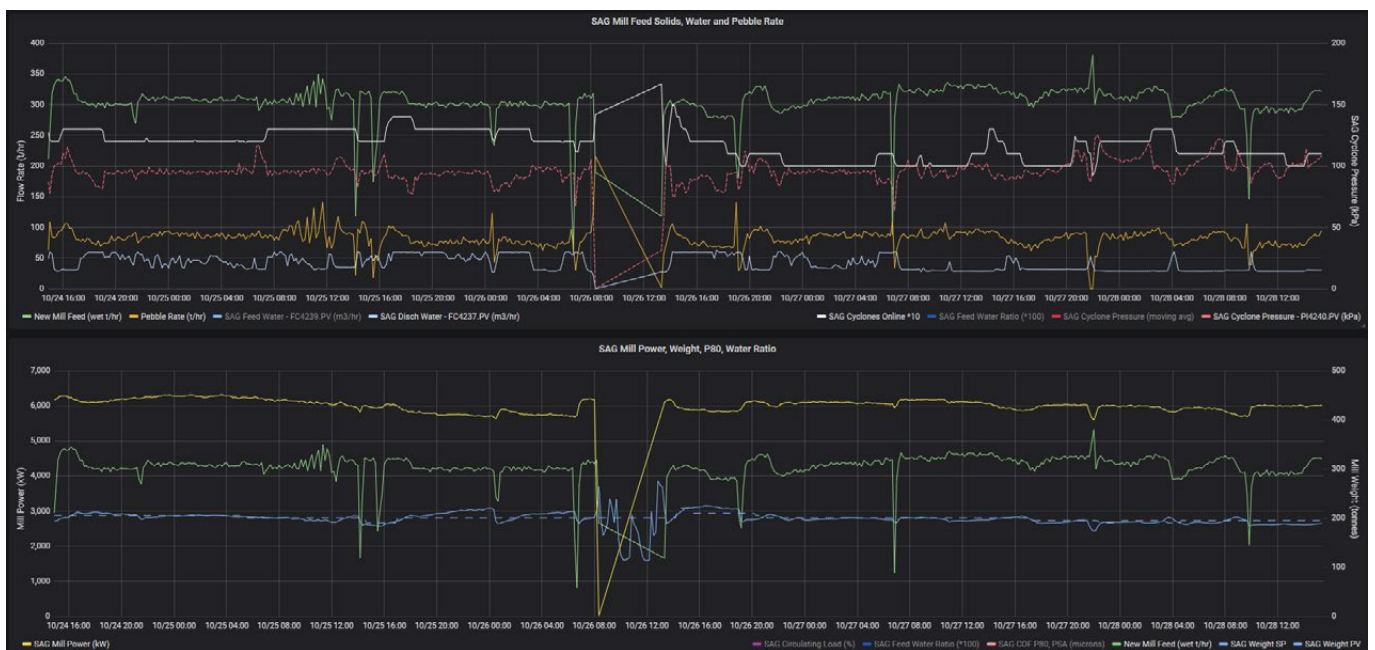 SAG Mill Feed Solids, Water and Pebble Rate
400
350
300
250
200
150
100
50
0
Flow Rate (t/hr)
200
150
100
50
0
SAG Cyclone Pressure (kPa)
10/24 16:00 10/24 20:00 10/25 00:00 10/25 04:00 10/25 08:00 10/25 12:00 10/25 16:00 10/25 20:00 10/26 00:00 10/26 04:00 10/26 08:00 10/26 12:00 10/26 16:00 10/26 20:00 10/27 00:00 10/27 04:00 10/27 08:00 10/27 12:00 10/27 16:00 10/27 20:00 10/28 00:00 10/28 04:00 10/28 08:00 10/28 12:00
New Mill Feed (wet t/hr) Pebble Rate (t/hr) SAG Feed Water - FC4239.PV (m3/hr) SAG Disch Water - FC4237.PV (m3/hr) SAG Cyclones Online *10 SAG Feed Water Ratio (*100) SAG Cyclone Pressure (moving avg) SAG Cyclone Pressure - PI4240.PV (kPa)
SAG Mill Power, Weight, P80, Water Ratio
7,000
6,000
5,000
4,000
3,000
2,000
1,000
0
Mill Power (kW)
500
400
300
200
100
0
Mill Weight (tonnes)
10/24 16:00 10/24 20:00 10/25 00:00 10/25 04:00 10/25 08:00 10/25 12:00 10/25 16:00 10/25 20:00 10/26 00:00 10/26 04:00 10/26 08:00 10/26 12:00 10/26 16:00 10/26 20:00 10/27 00:00 10/27 04:00 10/27 08:00 10/27 12:00 10/27 16:00 10/27 20:00 10/28 00:00 10/28 04:00 10/28 08:00 10/28 12:00
SAG Mill Power (kW) SAG Circulating Load (%) SAG Feed Water Ratio (*100) SAG COF P80, PSA (microns) New Mill Feed (wet t/hr) SAG Weight SP SAG Weight PV